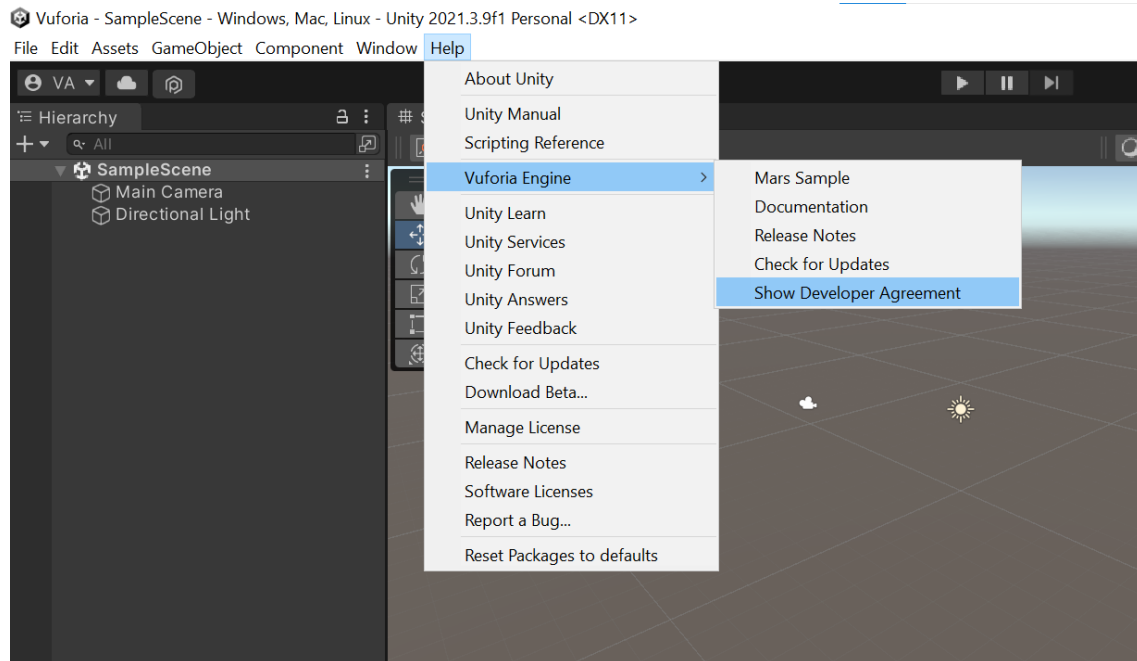 Vuforia - SampleScene - Windows, Mac, Linux - Unity 2021.3.9f1 Personal <DX11>
File Edit Assets GameObject Component Window Help
VA
Hierarchy
All
SampleScene
Main Camera
Directional Light
About Unity
Unity Manual
Scripting Reference
Vuforia Engine
Unity Learn
Unity Services
Unity Forum
Unity Answers
Unity Feedback
Check for Updates
Download Beta...
Manage License
Release Notes
Software Licenses
Report a Bug...
Reset Packages to defaults
Mars Sample
Documentation
Release Notes
Check for Updates
Show Developer Agreement